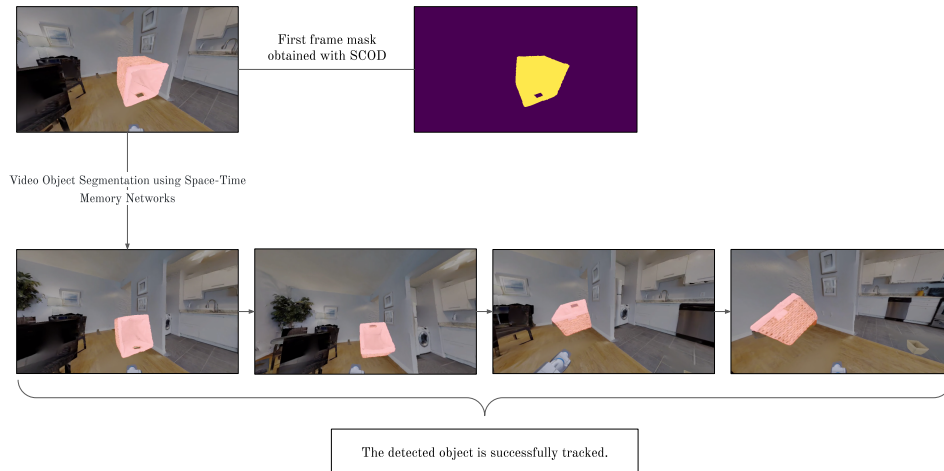 First frame mask
obtained with SCOD
Video Object Segmentation using Space-Time
Memory Networks
The detected object is successfully tracked.